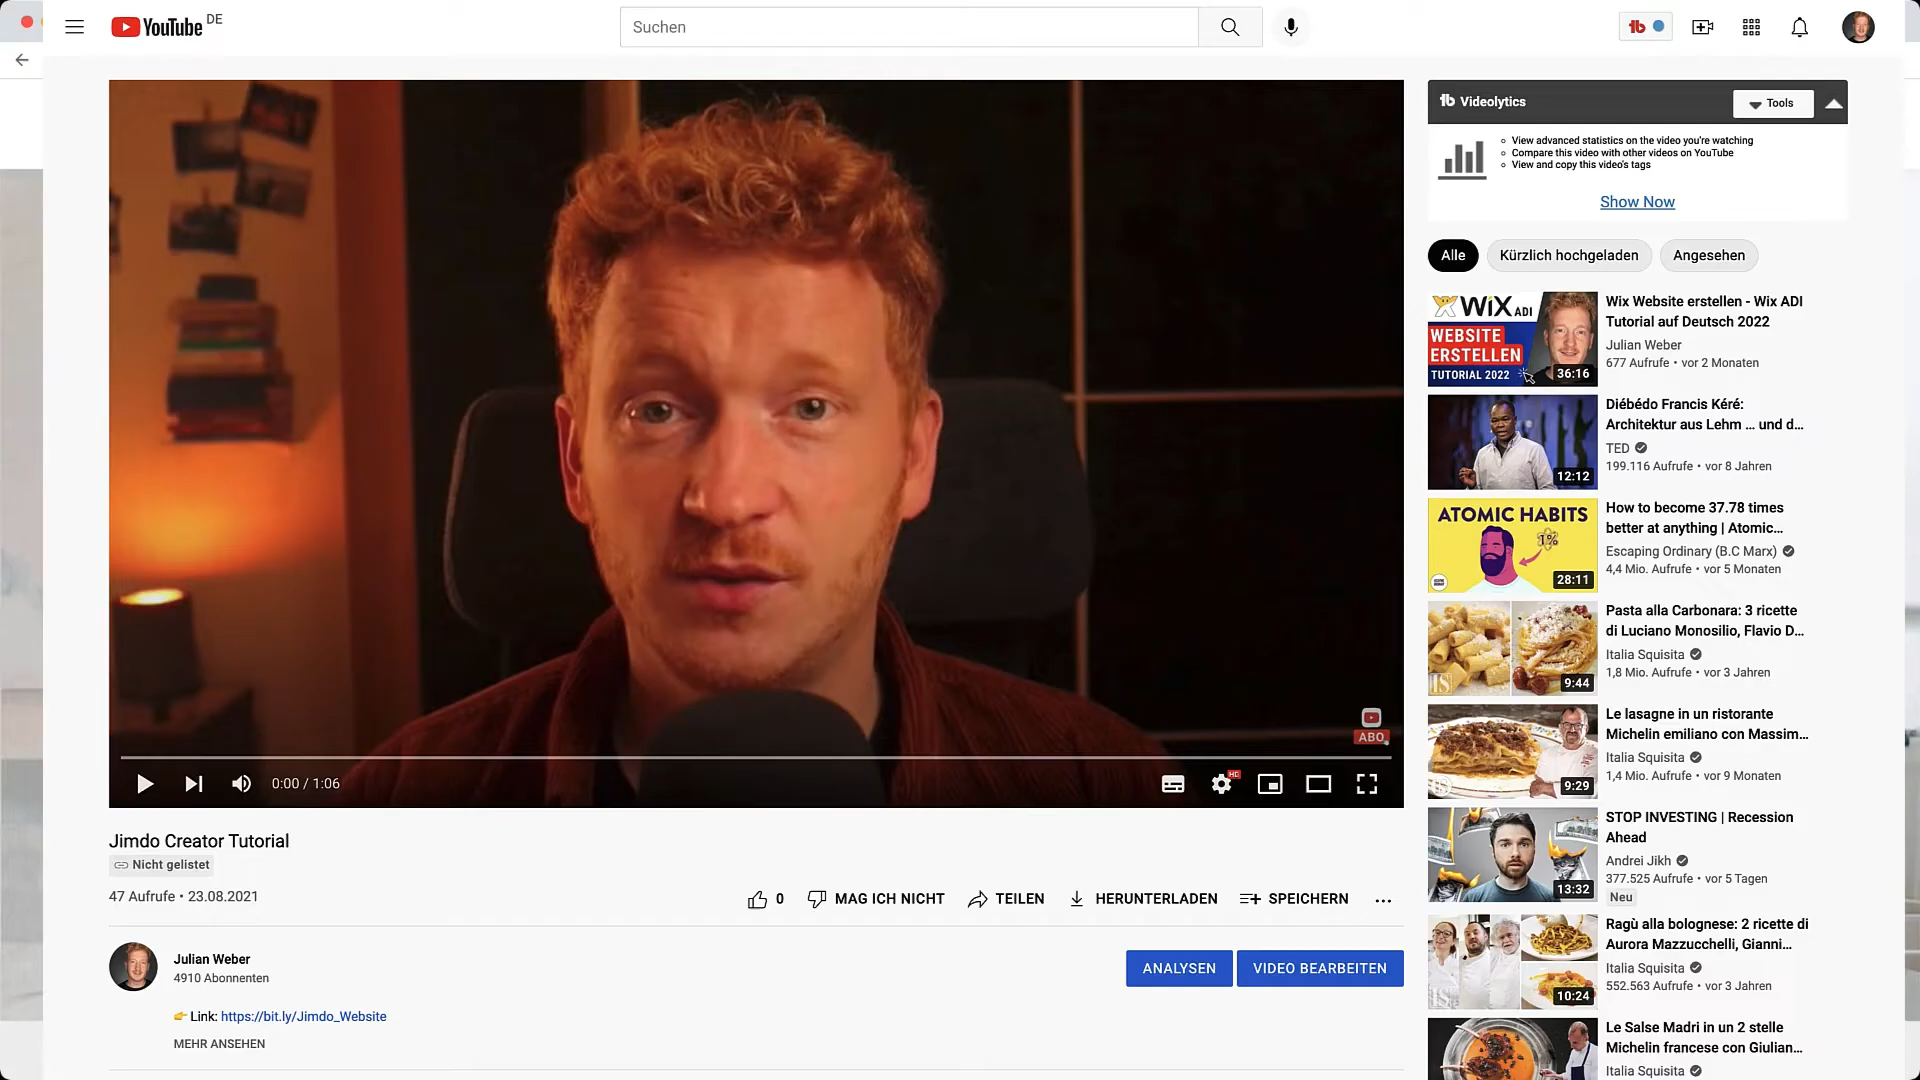 YouTube DE
Suchen
Videolytics
Tools
View advanced statistics on the video you're watching
Compare this video with other videos on YouTube
View and copy this video's tags
Show Now
Alle
Kürzlich hochgeladen
Angesehen
WiX ADI
WEBSITE
ERSTELLEN
TUTORIAL 2022
36:16
Wix Website erstellen - Wix ADI
Tutorial auf Deutsch 2022
Julian Weber
677 Aufrufe • vor 2 Monaten
12:12
Diébédo Francis Kéré:
Architektur aus Lehm ... und d...
TED
199.116 Aufrufe • vor 8 Jahren
ATOMIC HABITS
1%
28:11
How to become 37.78 times
better at anything | Atomic...
Escaping Ordinary (B.C Marx)
4,4 Mio. Aufrufe • vor 5 Monaten
9:44
Pasta alla Carbonara: 3 ricette
di Luciano Monosilio, Flavio D...
Italia Squisita
1,8 Mio. Aufrufe • vor 3 Jahren
9:29
Le lasagne in un ristorante
Michelin emiliano con Massim...
Italia Squisita
1,4 Mio. Aufrufe • vor 9 Monaten
13:32
STOP INVESTING | Recession
Ahead
Andrei Jikh
377.525 Aufrufe • vor 5 Tagen
Neu
10:24
Ragù alla bolognese: 2 ricette di
Aurora Mazzucchelli, Gianni...
Italia Squisita
552.563 Aufrufe • vor 3 Jahren
Le Salse Madri in un 2 stelle
Michelin francese con Giulian...
Italia Squisita
ABO
0:00 / 1:06
HD
Jimdo Creator Tutorial
Nicht gelistet
47 Aufrufe • 23.08.2021
0
MAG ICH NICHT
TEILEN
HERUNTERLADEN
SPEICHERN
Julian Weber
4910 Abonnenten
ANALYSEN
VIDEO BEARBEITEN
Link: https://bit.ly/Jimdo_Website
MEHR ANSEHEN